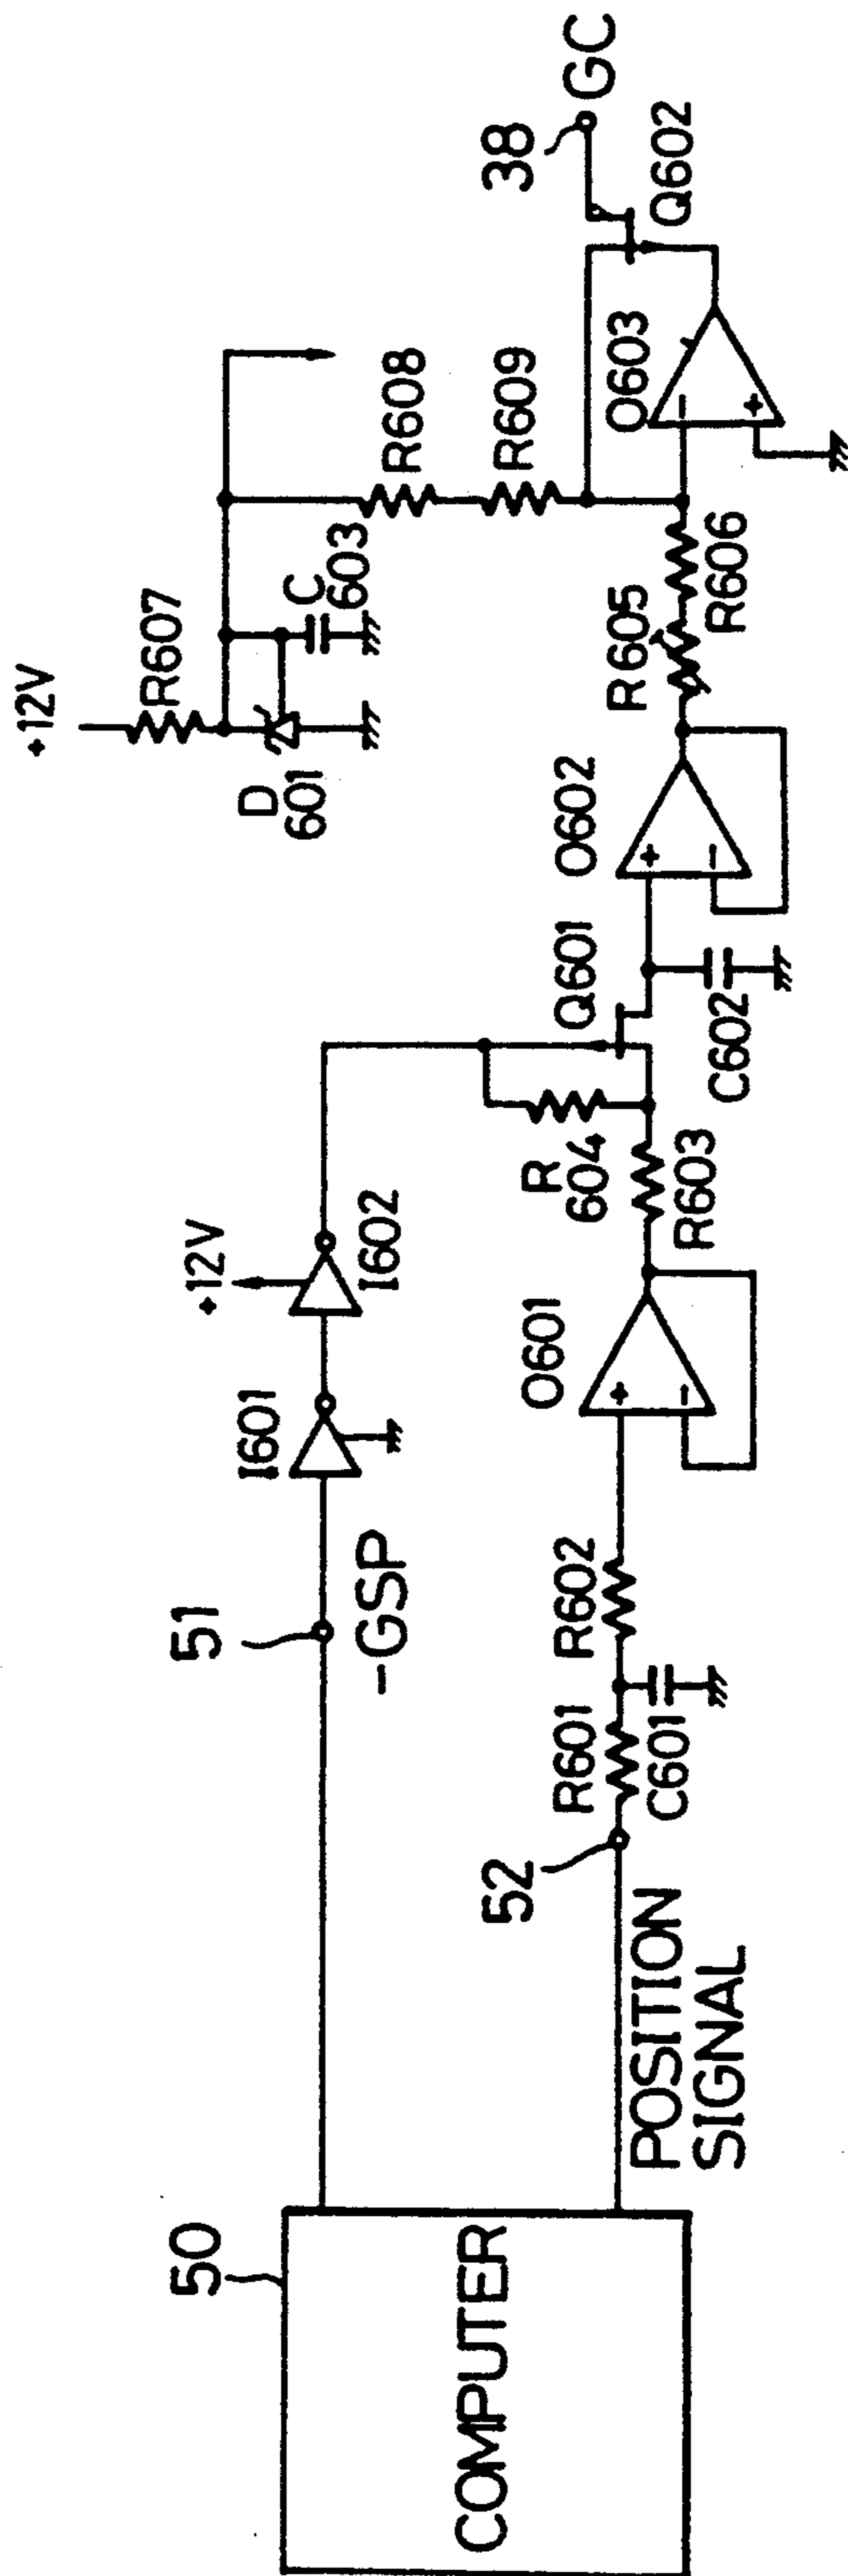 50
COMPUTER
51
-GSP
52
POSITION
SIGNAL
I601
I602
+12V
R601
C601
R602
O601
R603
R
604
Q601
C602
O602
+12V
R607
D
601
C
603
R608
R609
R605
R606
O603
Q602
38
GC
+
-
+
-
-
+